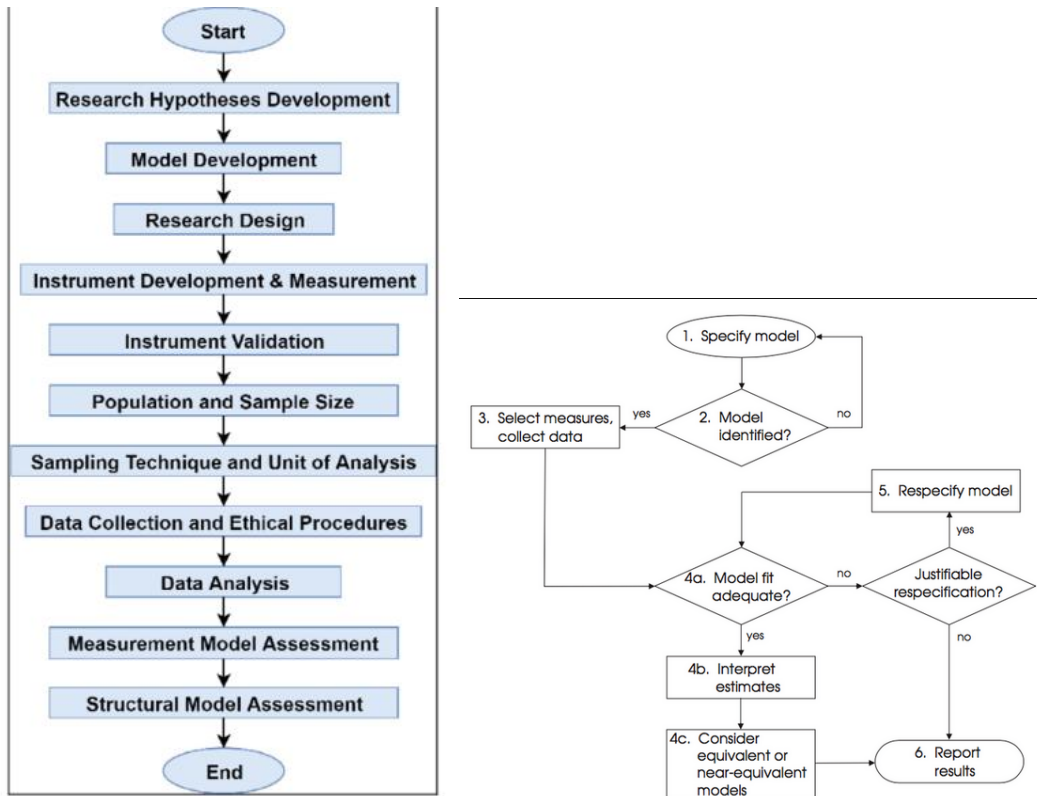 Start
Research Hypotheses Development
Model Development
Research Design
Instrument Development & Measurement
Instrument Validation
Population and Sample Size
Sampling Technique and Unit of Analysis
Data Collection and Ethical Procedures
Data Analysis
Measurement Model Assessment
Structural Model Assessment
End
1. Specify model
2. Model
identified?
yes
no
3. Select measures,
collect data
5. Respecify model
yes
4a. Model fit
adequate?
no
Justifiable
respecification?
yes
no
4b. Interpret
estimates
4c. Consider
equivalent or
near-equivalent
models
6. Report
results